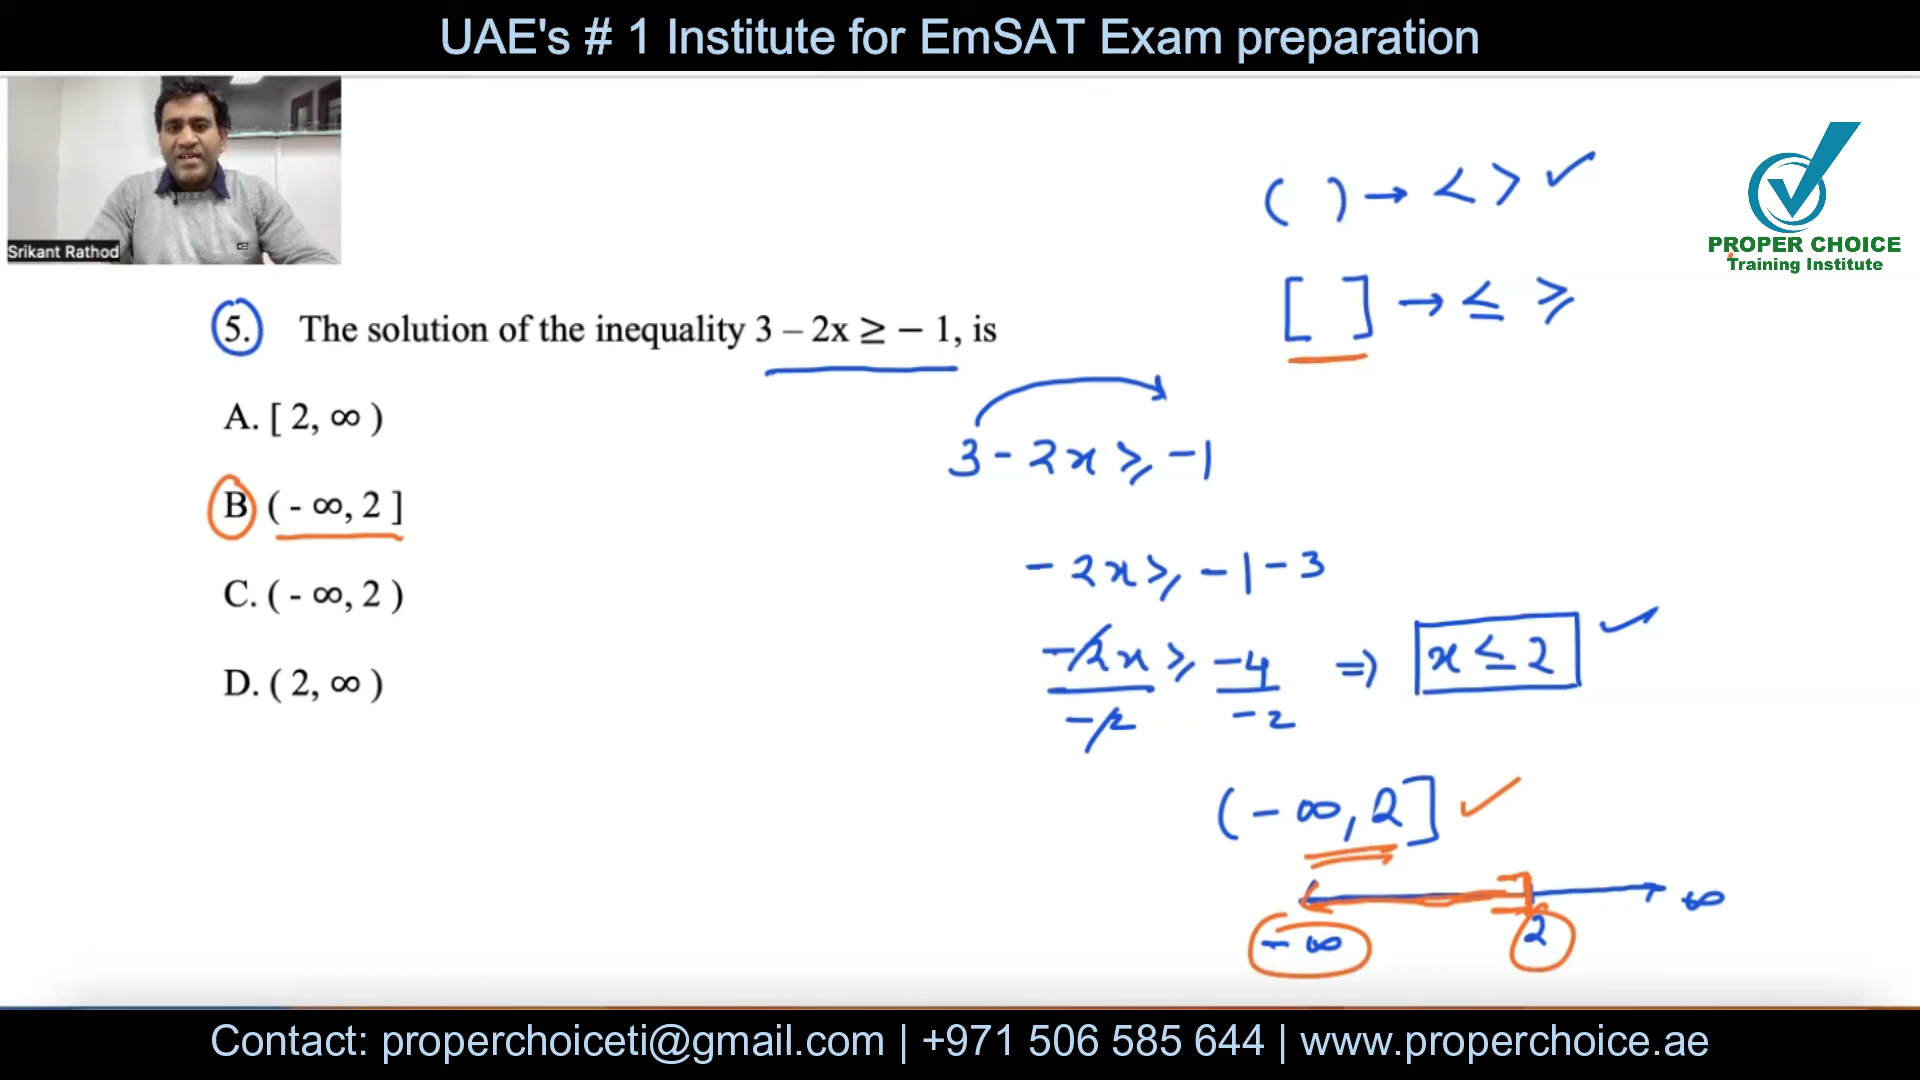 UAE's # 1 Institute for EmSAT Exam preparation
Srikant Rathod
PROPER CHOICE
Training Institute
( ) → < > ✓
[ ] → ≤ ≥
5. The solution of the inequality 3 – 2x ≥ – 1, is
A. [ 2, ∞ )
B ( - ∞, 2 ]
C. ( - ∞, 2 )
D. ( 2, ∞ )
3 - 2x ≥ -1
- 2x ≥ -1 - 3
-2x/-2 ≥ -4/-2 ⇒ x ≤ 2 ✓
(- ∞, 2] ✓
∞
- ∞ 2
Contact: properchoiceti@gmail.com | +971 506 585 644 | www.properchoice.ae